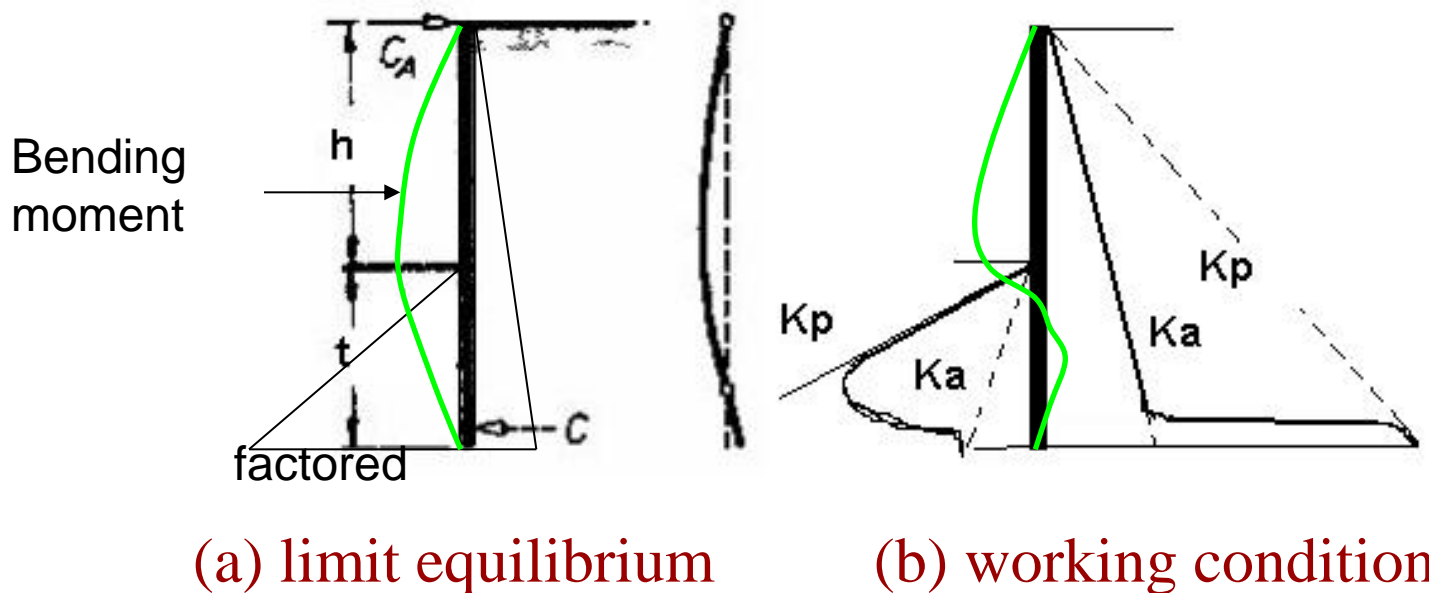 C_A
h
Bending
moment
t
C
factored
Kp
Ka
Kp
Ka
(a) limit equilibrium
(b) working condition